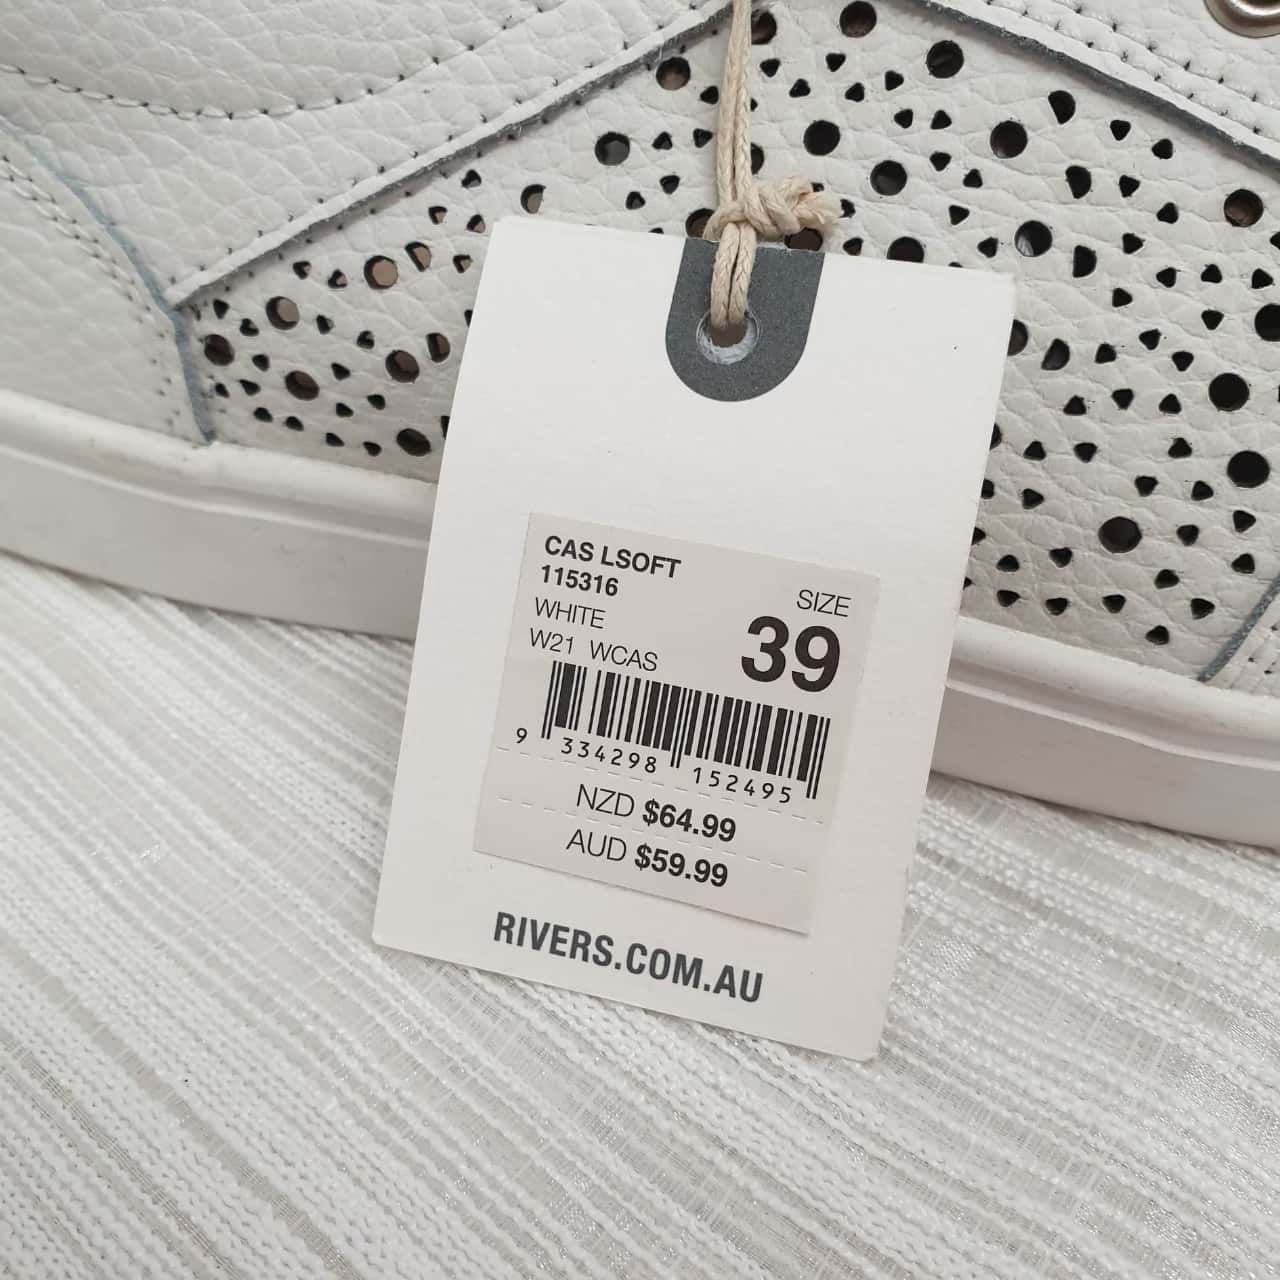 CAS LSOFT
115316
WHITE
W21 WCAS
SIZE
39
9 334298 152495
NZD $64.99
AUD $59.99
RIVERS.COM.AU